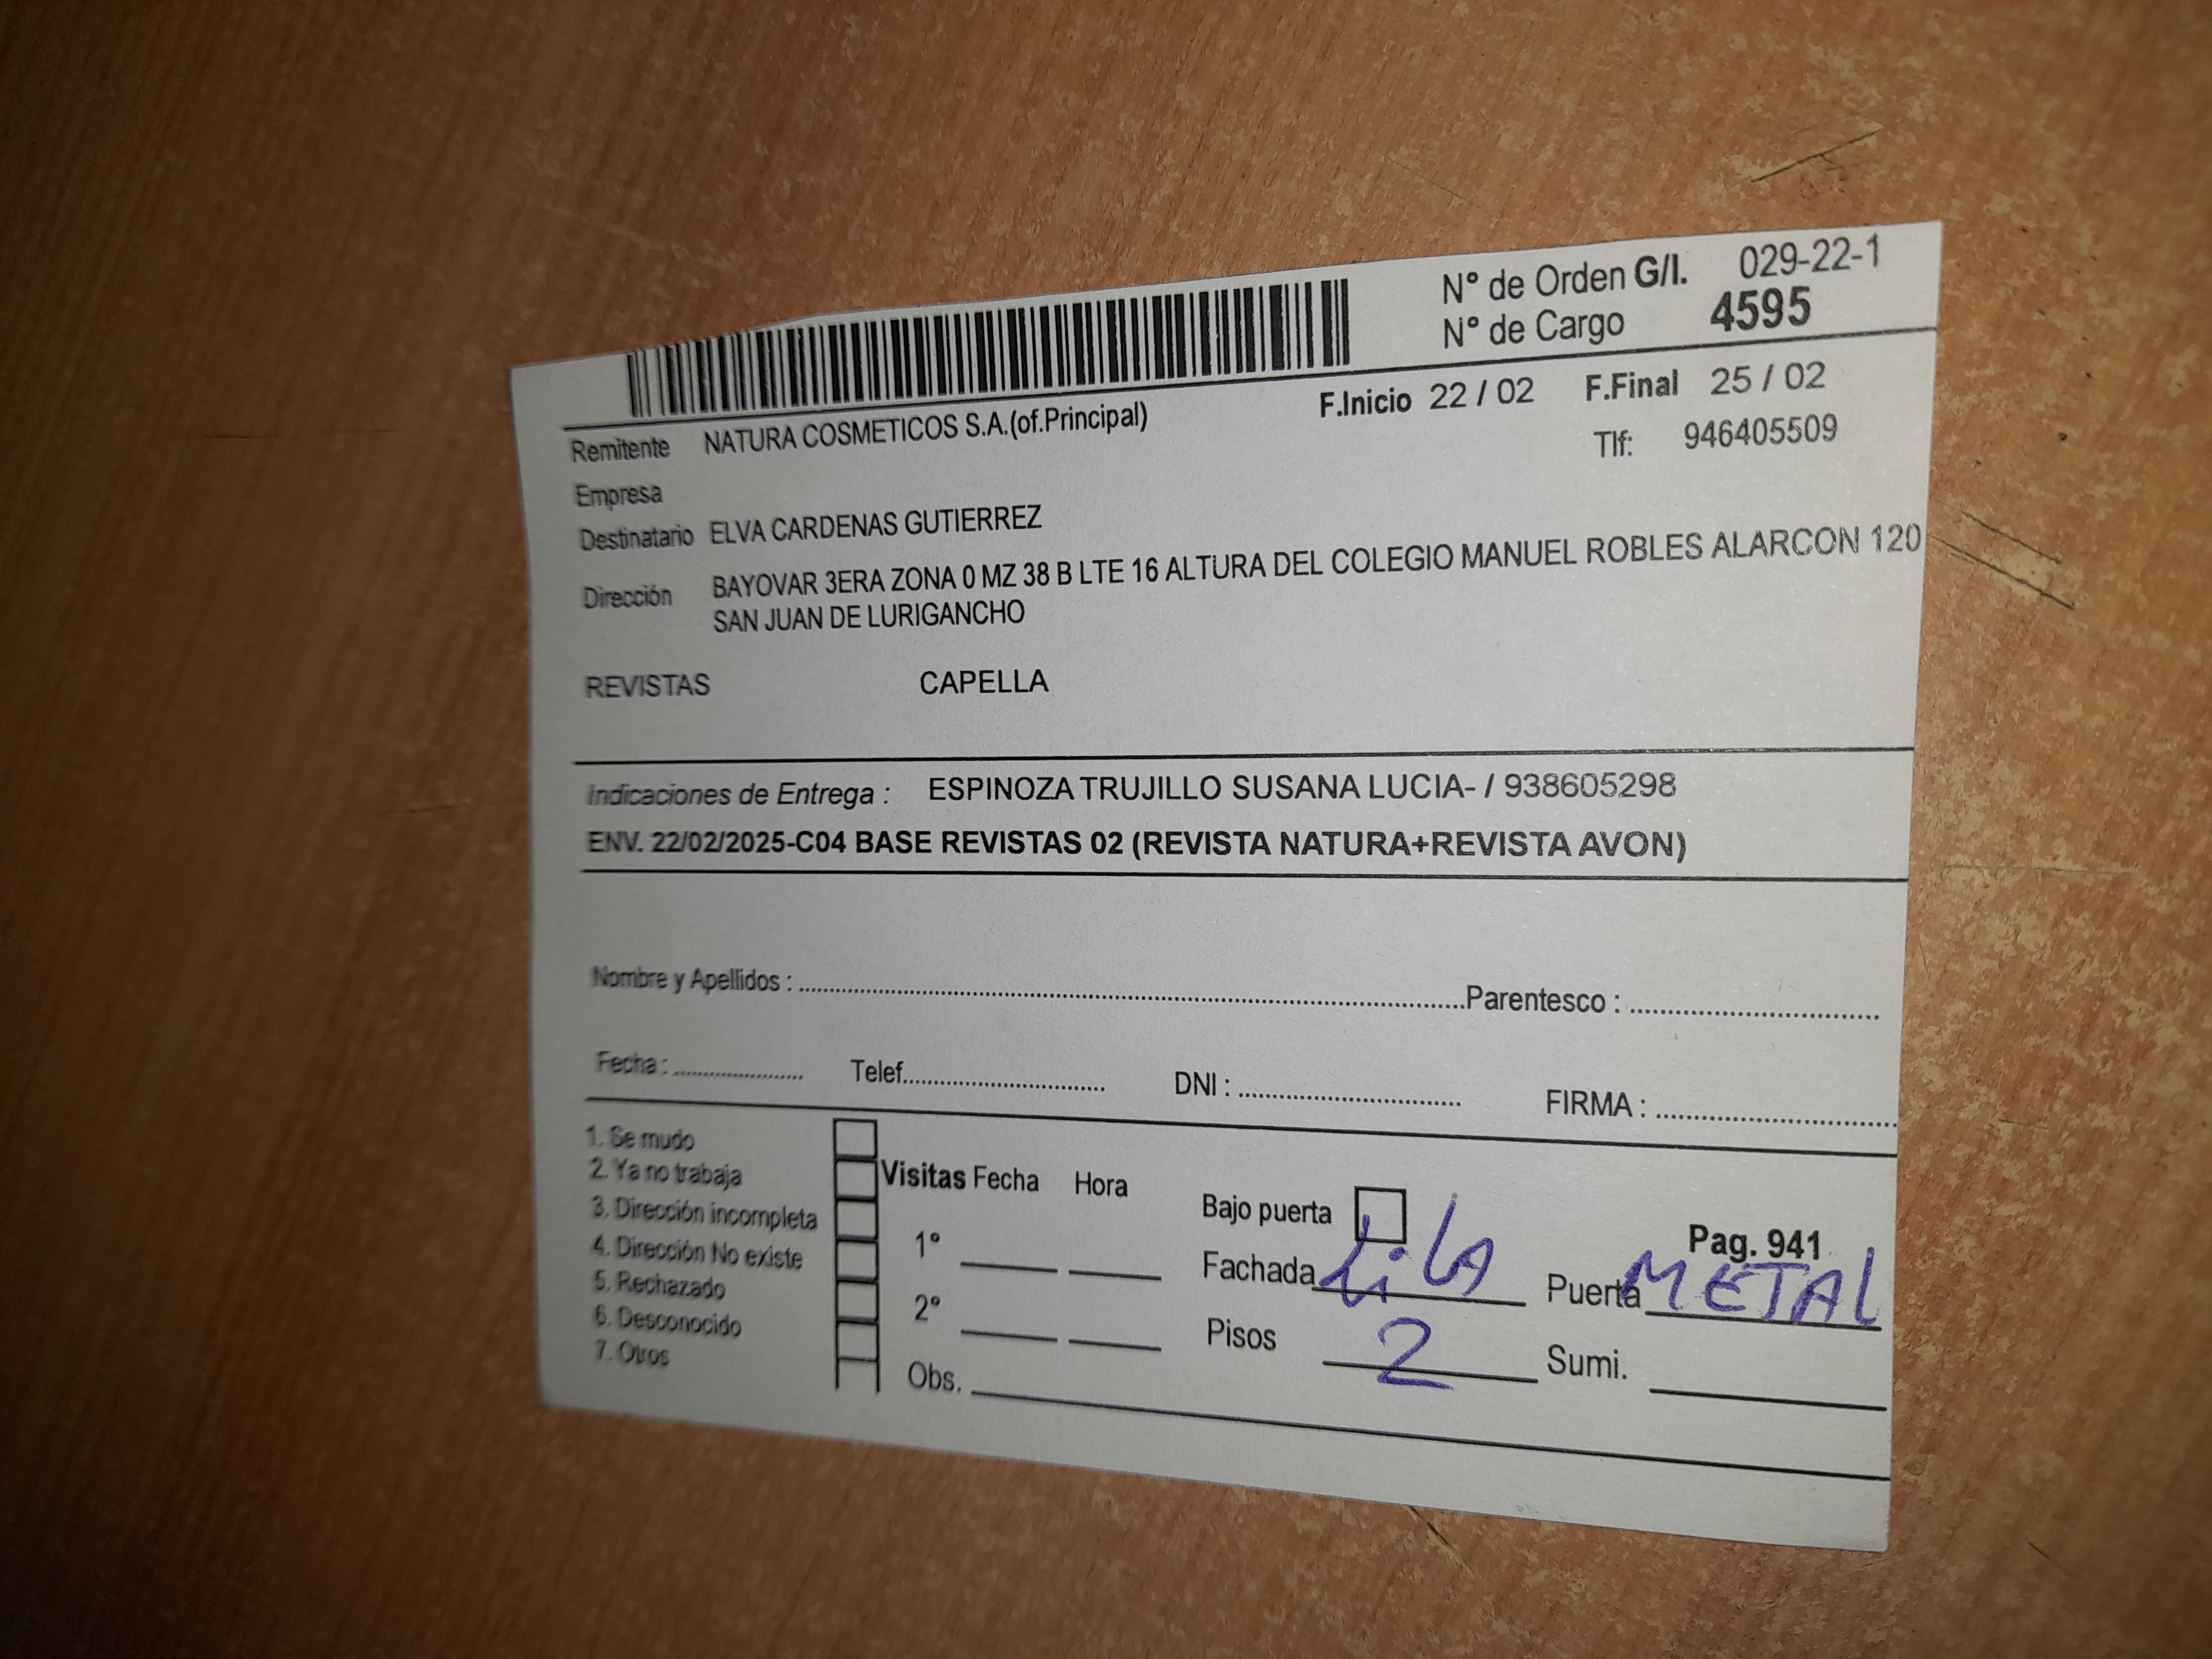 N° de Orden G/I. 029-22-1
N° de Cargo 4595
F.Inicio 22 / 02 F.Final 25 / 02
Remitente NATURA COSMETICOS S.A.(of.Principal)
Tlf: 946405509
Empresa
Destinatario ELVA CARDENAS GUTIERREZ
Dirección BAYOVAR 3ERA ZONA 0 MZ 38 B LTE 16 ALTURA DEL COLEGIO MANUEL ROBLES ALARCON 120
SAN JUAN DE LURIGANCHO
REVISTAS CAPELLA
Indicaciones de Entrega : ESPINOZA TRUJILLO SUSANA LUCIA- / 938605298
ENV. 22/02/2025-C04 BASE REVISTAS 02 (REVISTA NATURA+REVISTA AVON)
Nombre y Apellidos : Parentesco :
Fecha : Telef. DNI : FIRMA :
1. Se mudo
2. Ya no trabaja
3. Dirección incompleta
4. Dirección No existe
5. Rechazado
6. Desconocido
7. Otros
Visitas Fecha Hora
1°
2°
Obs.
Bajo puerta
Pag. 941
Fachada LiLA Puerta METAL
Pisos 2 Sumi.